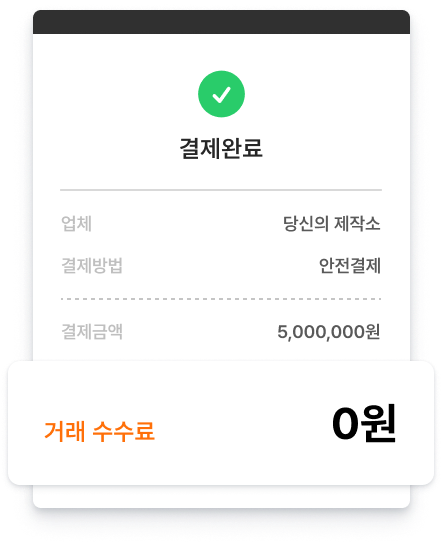 결제완료
업체 당신의 제작소
결제방법 안전결제
결제금액 5,000,000원
거래 수수료 0원